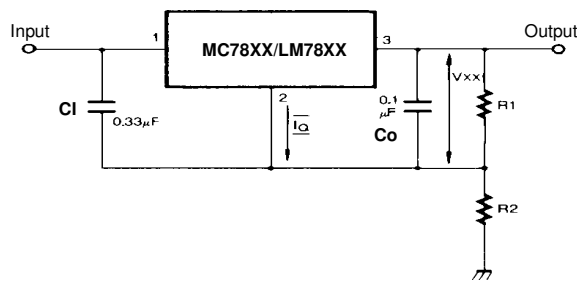 Input
Output
1
MC78XX/LM78XX
3
2
CI
0.33µF
IQ
0.1
µF
Co
Vxx
R1
R2